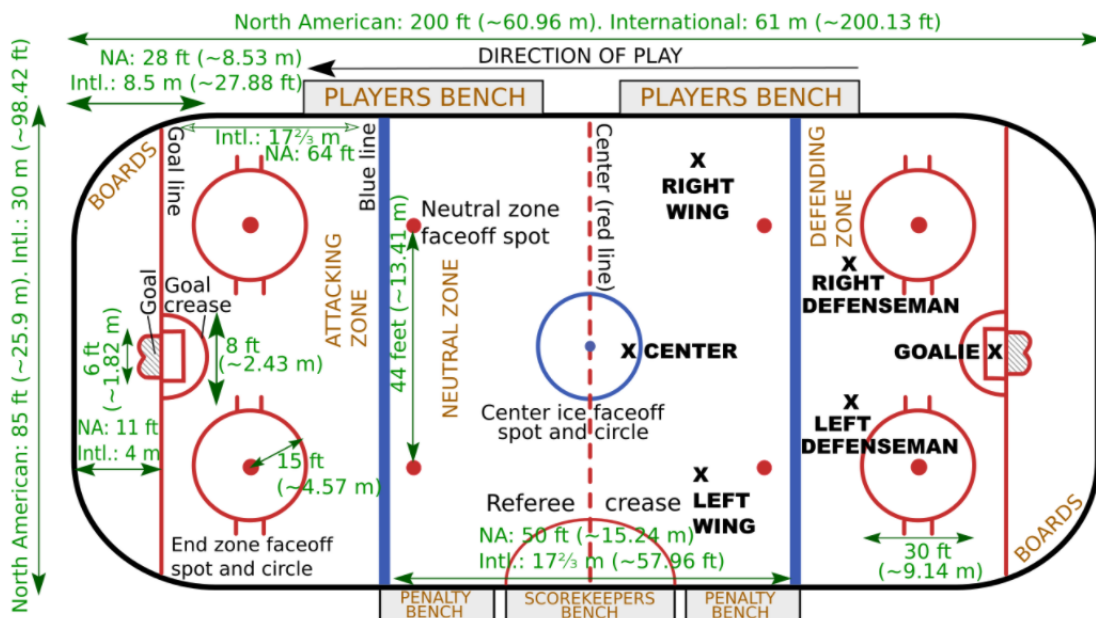 North American: 200 ft (~60.96 m). International: 61 m (~200.13 ft)
NA: 28 ft (~8.53 m)
Intl.: 8.5 m (~27.88 ft)
DIRECTION OF PLAY
PLAYERS BENCH
PLAYERS BENCH
North American: 85 ft (~25.9 m). Intl.: 30 m (~98.42 ft)
BOARDS
Goal line
Intl.: 17⅔ m
NA: 64 ft
Blue line
Center (red line)
X
RIGHT
WING
DEFENDING
ZONE
Neutral zone
faceoff spot
ATTACKING
ZONE
NEUTRAL ZONE
44 feet (~13.41 m)
X
RIGHT
DEFENSEMAN
Goal
Goal
crease
6 ft
(~1.82 m)
8 ft
(~2.43 m)
X CENTER
GOALIE X
Center ice faceoff
spot and circle
X
LEFT
DEFENSEMAN
NA: 11 ft
Intl.: 4 m
15 ft
(~4.57 m)
Referee crease
X
LEFT
WING
NA: 50 ft (~15.24 m)
Intl.: 17⅔ m (~57.96 ft)
End zone faceoff
spot and circle
30 ft
(~9.14 m)
BOARDS
PENALTY
BENCH
SCOREKEEPERS
BENCH
PENALTY
BENCH